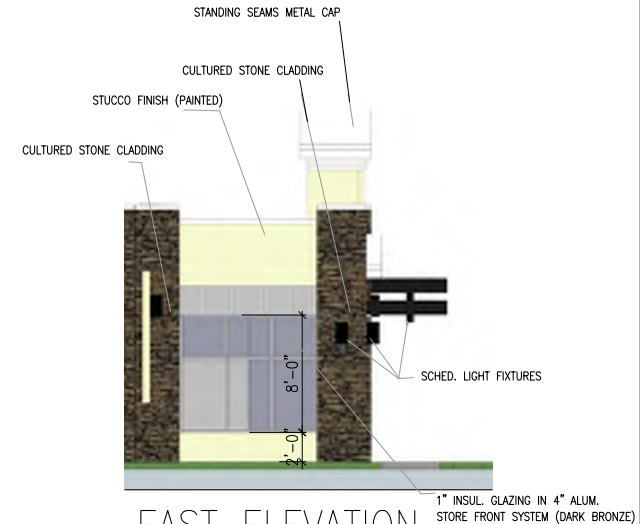 STANDING SEAMS METAL CAP
CULTURED STONE CLADDING
STUCCO FINISH (PAINTED)
CULTURED STONE CLADDING
8'-0"
2'-0"
SCHED. LIGHT FIXTURES
1" INSUL. GLAZING IN 4" ALUM.
STORE FRONT SYSTEM (DARK BRONZE)
EAST ELEVATION